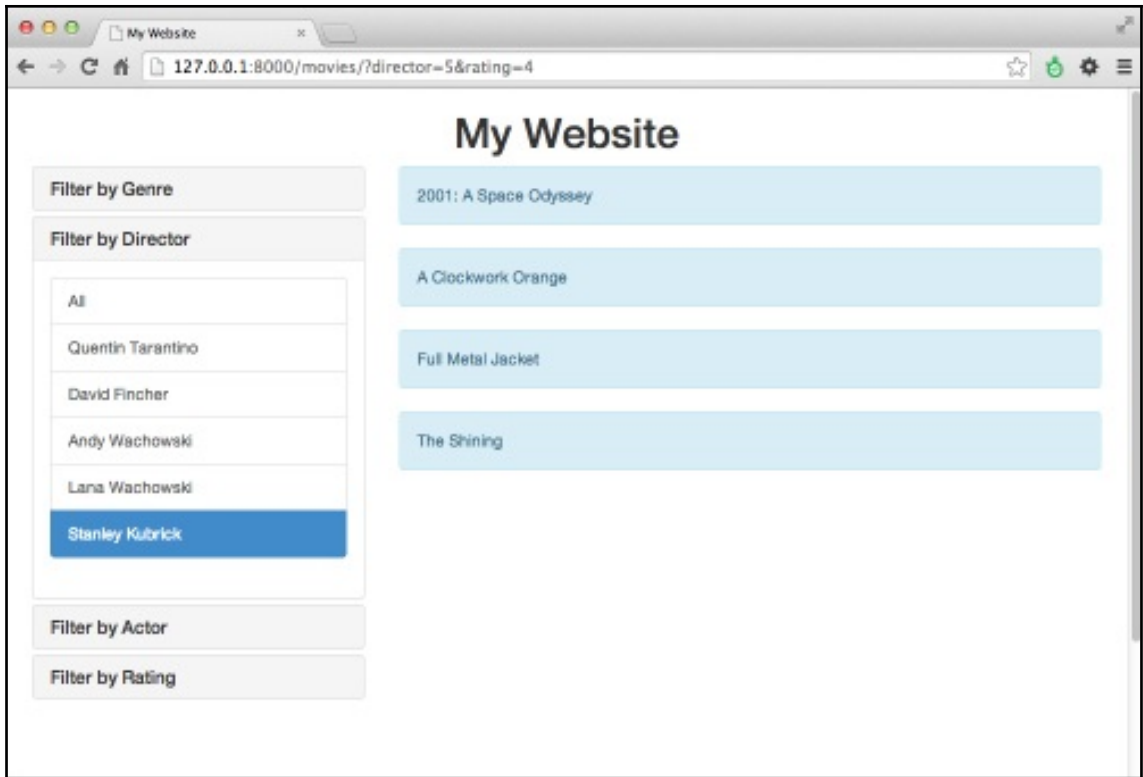 My Website
127.0.0.1:8000/movies/?director=5&rating=4
My Website
Filter by Genre
Filter by Director
All
Quentin Tarantino
David Fincher
Andy Wachowski
Lana Wachowski
Stanley Kubrick
Filter by Actor
Filter by Rating
2001: A Space Odyssey
A Clockwork Orange
Full Metal Jacket
The Shining